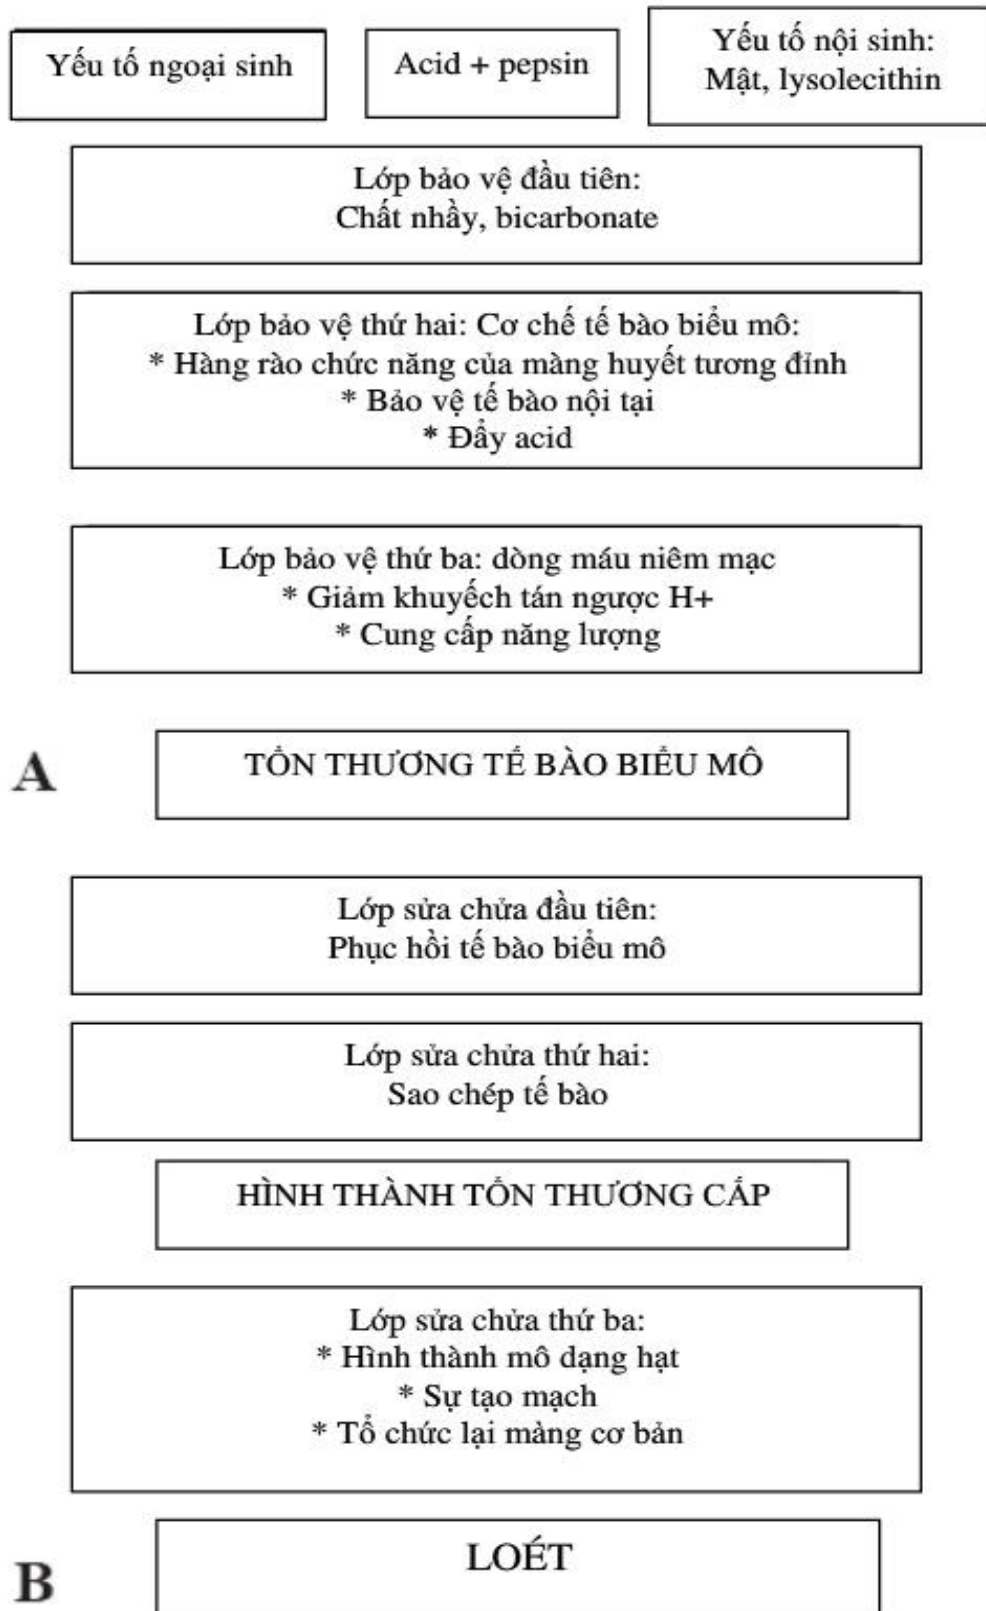 Yếu tố ngoại sinh
Acid + pepsin
Yếu tố nội sinh:
Mật, lysolecithin
Lớp bảo vệ đầu tiên:
Chất nhầy, bicarbonate
Lớp bảo vệ thứ hai: Cơ chế tế bào biểu mô:
* Hàng rào chức năng của màng huyết tương đỉnh
* Bảo vệ tế bào nội tại
* Đẩy acid
Lớp bảo vệ thứ ba: dòng máu niêm mạc
* Giảm khuyếch tán ngược H+
* Cung cấp năng lượng
A
TỔN THƯƠNG TẾ BÀO BIỂU MÔ
Lớp sửa chửa đầu tiên:
Phục hồi tế bào biểu mô
Lớp sửa chửa thứ hai:
Sao chép tế bào
HÌNH THÀNH TỔN THƯƠNG CẤP
Lớp sửa chửa thứ ba:
* Hình thành mô dạng hạt
* Sự tạo mạch
* Tổ chức lại màng cơ bản
B
LOÉT